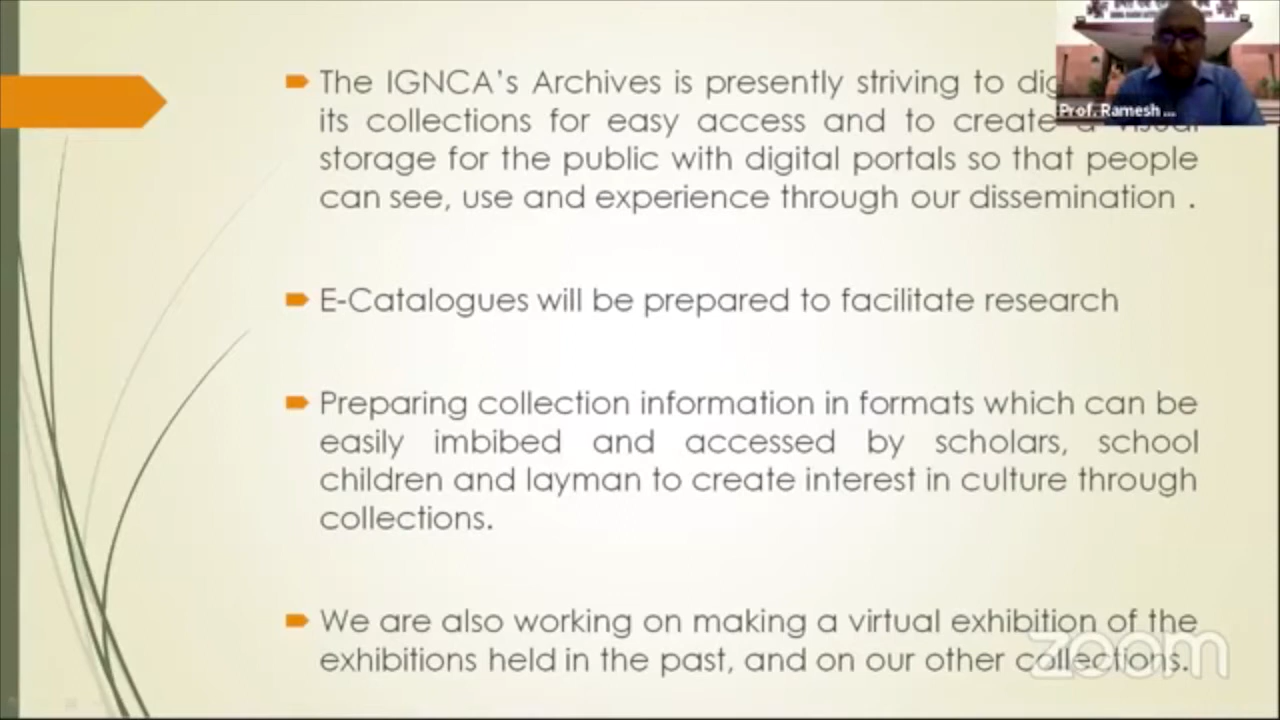 The IGNCA's Archives is presently striving to dig
its collections for easy access and to create a visual
storage for the public with digital portals so that people
can see, use and experience through our dissemination .
E-Catalogues will be prepared to facilitate research
Preparing collection information in formats which can be
easily imbibed and accessed by scholars, school
children and layman to create interest in culture through
collections.
We are also working on making a virtual exhibition of the
exhibitions held in the past, and on our other collections.
Prof. Ramesh ...
zoom